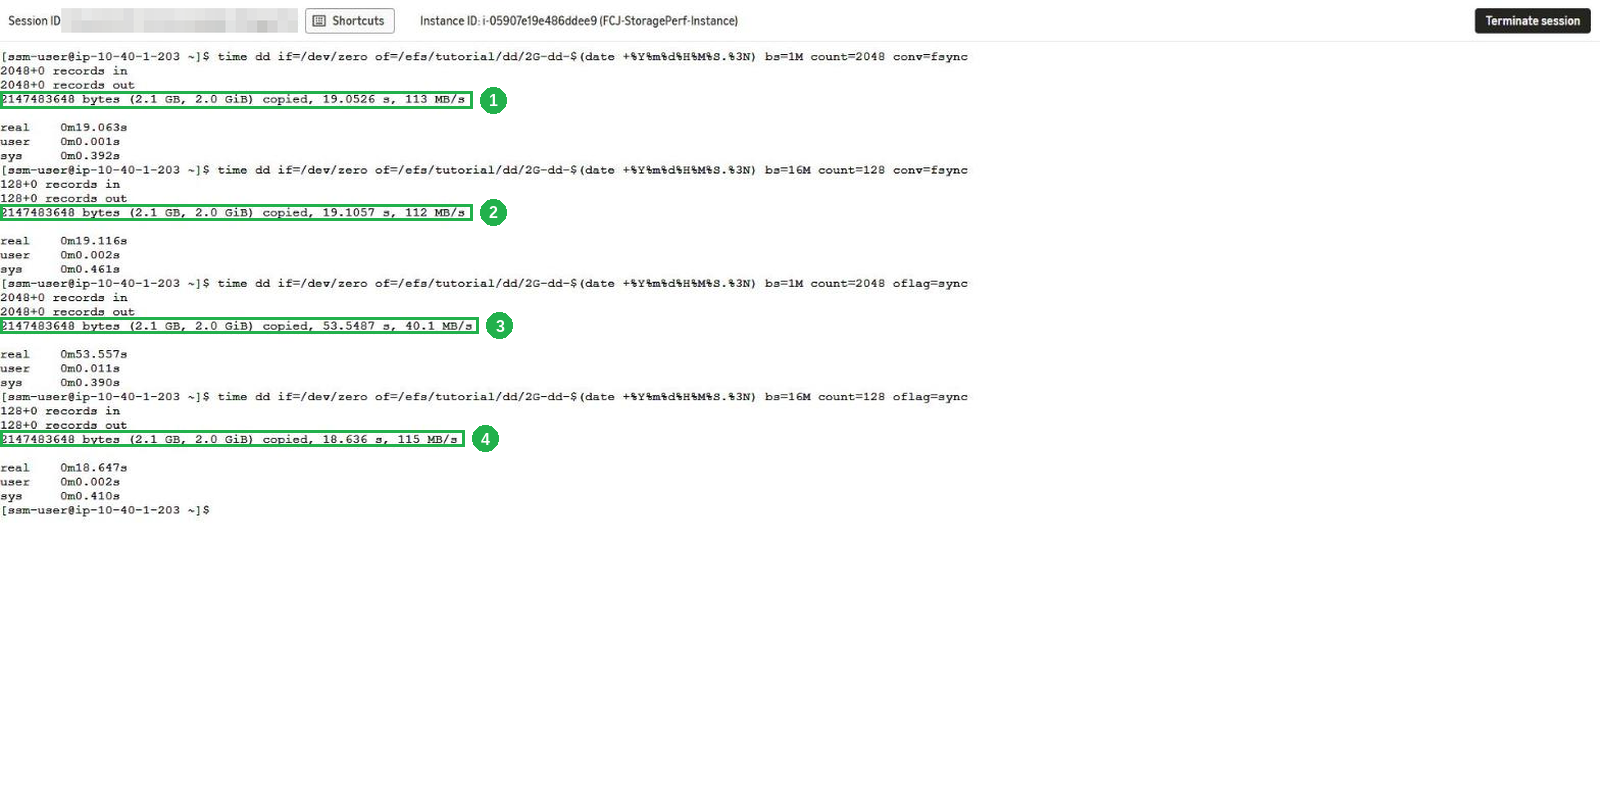 Session ID Shortcuts Instance ID: i-05907e19e486ddee9 (FCJ-StoragePerf-Instance) Terminate session
[ssm-user@ip-10-40-1-203 ~]$ time dd if=/dev/zero of=/efs/tutorial/dd/2G-dd-$(date +%Y%m%d%H%M%S.%3N) bs=1M count=2048 conv=fsync
2048+0 records in
2048+0 records out
2147483648 bytes (2.1 GB, 2.0 GiB) copied, 19.0526 s, 113 MB/s 1
real 0m19.063s
user 0m0.001s
sys 0m0.392s
[ssm-user@ip-10-40-1-203 ~]$ time dd if=/dev/zero of=/efs/tutorial/dd/2G-dd-$(date +%Y%m%d%H%M%S.%3N) bs=16M count=128 conv=fsync
128+0 records in
128+0 records out
2147483648 bytes (2.1 GB, 2.0 GiB) copied, 19.1057 s, 112 MB/s 2
real 0m19.116s
user 0m0.002s
sys 0m0.461s
[ssm-user@ip-10-40-1-203 ~]$ time dd if=/dev/zero of=/efs/tutorial/dd/2G-dd-$(date +%Y%m%d%H%M%S.%3N) bs=1M count=2048 oflag=sync
2048+0 records in
2048+0 records out
2147483648 bytes (2.1 GB, 2.0 GiB) copied, 53.5487 s, 40.1 MB/s 3
real 0m53.557s
user 0m0.011s
sys 0m0.390s
[ssm-user@ip-10-40-1-203 ~]$ time dd if=/dev/zero of=/efs/tutorial/dd/2G-dd-$(date +%Y%m%d%H%M%S.%3N) bs=16M count=128 oflag=sync
128+0 records in
128+0 records out
2147483648 bytes (2.1 GB, 2.0 GiB) copied, 18.636 s, 115 MB/s 4
real 0m18.647s
user 0m0.002s
sys 0m0.410s
[ssm-user@ip-10-40-1-203 ~]$